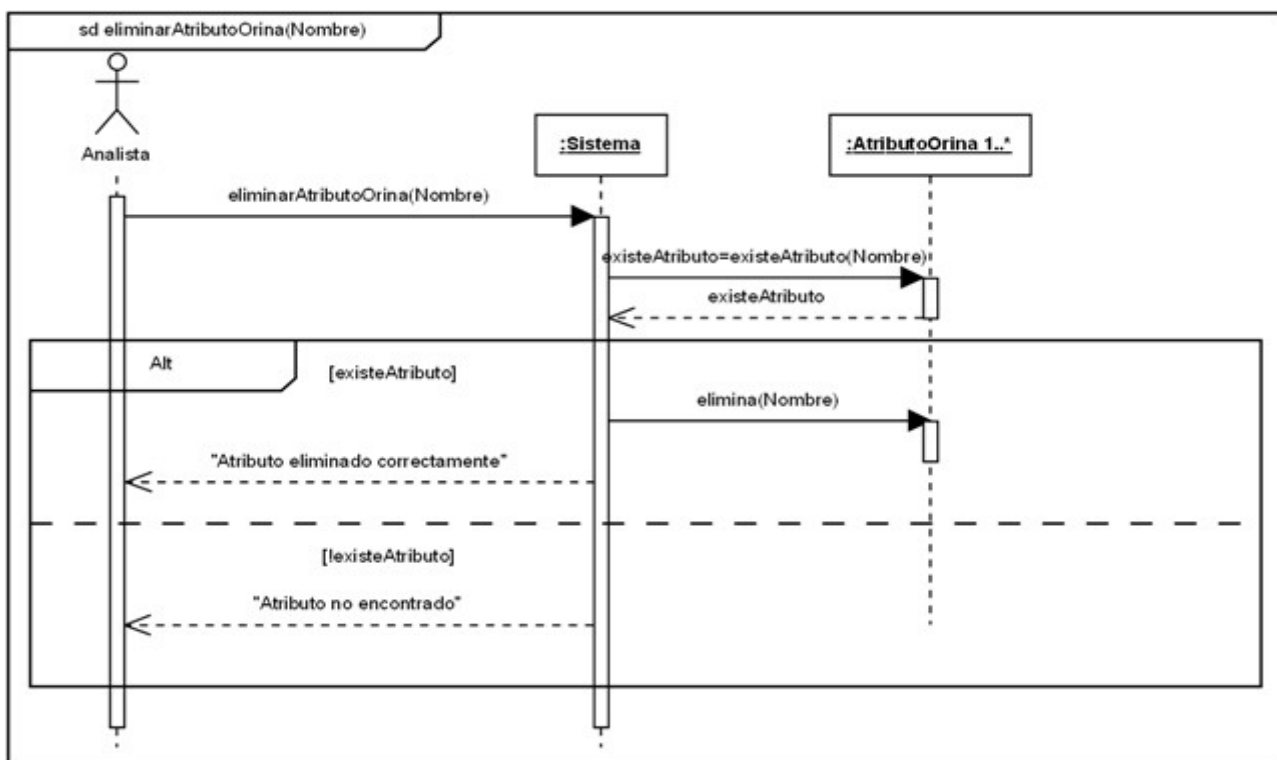 sd eliminarAtributoOrina(Nombre)
Analista
:Sistema
:AtributoOrina 1..*
eliminarAtributoOrina(Nombre)
existeAtributo=existeAtributo(Nombre)
existeAtributo
Alt
[existeAtributo]
elimina(Nombre)
"Atributo eliminado correctamente"
[!existeAtributo]
"Atributo no encontrado"